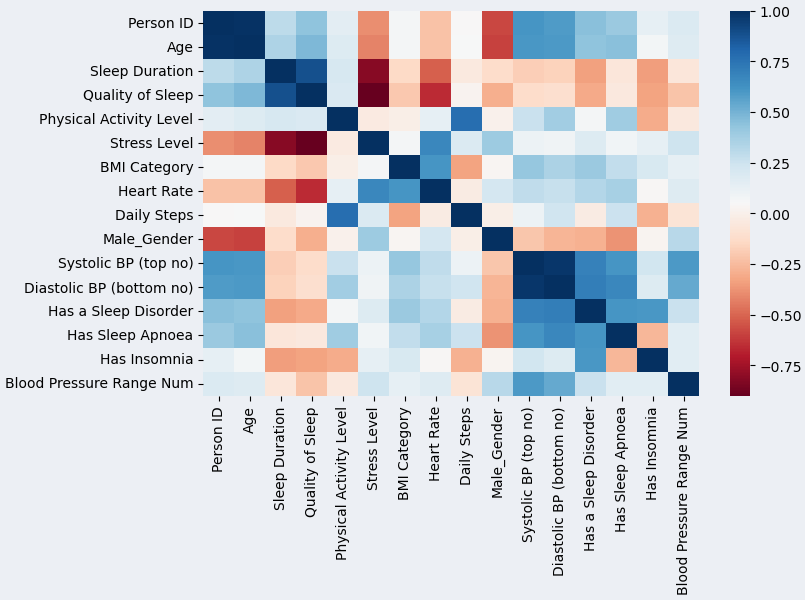 Person ID
Age
Sleep Duration
Quality of Sleep
Physical Activity Level
Stress Level
BMI Category
Heart Rate
Daily Steps
Male_Gender
Systolic BP (top no)
Diastolic BP (bottom no)
Has a Sleep Disorder
Has Sleep Apnoea
Has Insomnia
Blood Pressure Range Num
Person ID
Age
Sleep Duration
Quality of Sleep
Physical Activity Level
Stress Level
BMI Category
Heart Rate
Daily Steps
Male_Gender
Systolic BP (top no)
Diastolic BP (bottom no)
Has a Sleep Disorder
Has Sleep Apnoea
Has Insomnia
Blood Pressure Range Num
1.00
0.75
0.50
0.25
0.00
−0.25
−0.50
−0.75